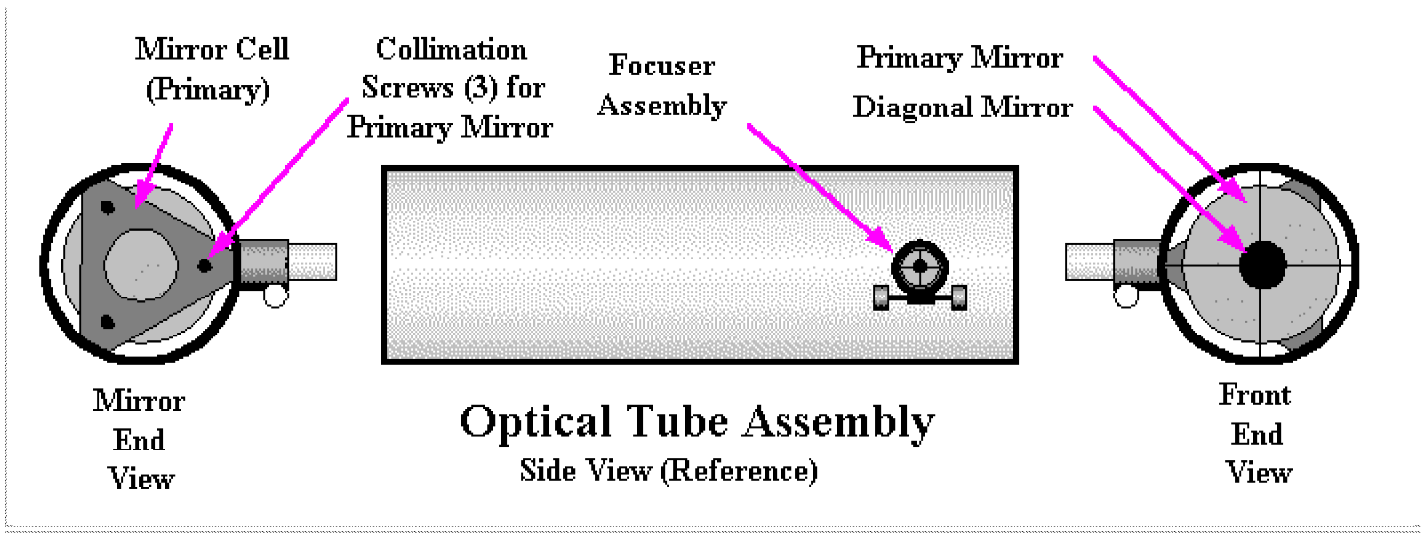 Mirror Cell
(Primary)
Collimation
Screws (3) for
Primary Mirror
Focuser
Assembly
Primary Mirror
Diagonal Mirror
Mirror
End
View
Optical Tube Assembly
Side View (Reference)
Front
End
View